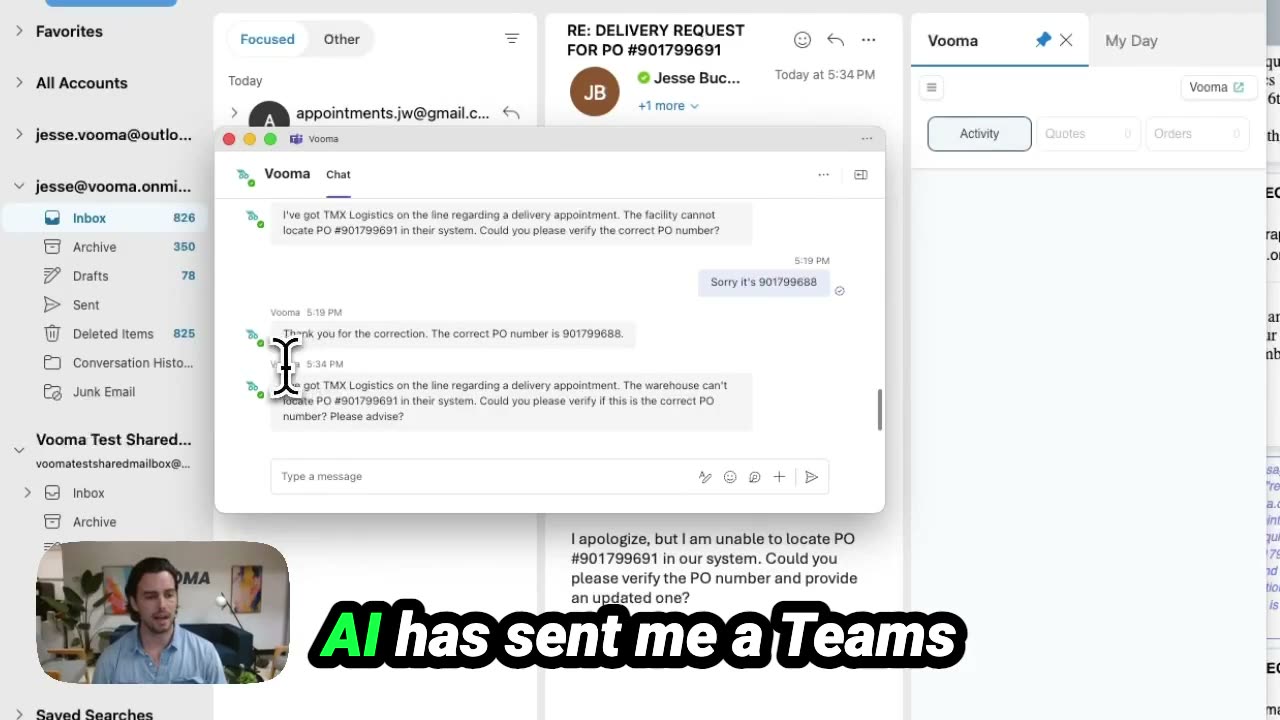 Favorites
All Accounts
jesse.vooma@outlo...
jesse@vooma.onmi...
Inbox 826
Archive 350
Drafts 78
Sent
Deleted Items 825
Conversation Histo...
Junk Email
Vooma Test Shared...
voomatestsharedmailbox@...
Inbox
Archive
Saved Searches
Focused Other
Today
A
appointments.jw@gmail.c...
RE: DELIVERY REQUEST
FOR PO #901799691
JB
Jesse Buc...
Today at 5:34 PM
+1 more
Vooma
My Day
Vooma
Activity
Quotes 0
Orders 0
Vooma
Vooma Chat
I've got TMX Logistics on the line regarding a delivery appointment. The facility cannot
locate PO #901799691 in their system. Could you please verify the correct PO number?
5:19 PM
Sorry it's 901799688
Vooma 5:19 PM
Thank you for the correction. The correct PO number is 901799688.
5:34 PM
got TMX Logistics on the line regarding a delivery appointment. The warehouse can't
locate PO #901799691 in their system. Could you please verify if this is the correct PO
number? Please advise?
Type a message
I apologize, but I am unable to locate PO
#901799691 in our system. Could you
please verify the PO number and provide
an updated one?
OMA
AI has sent me a Teams